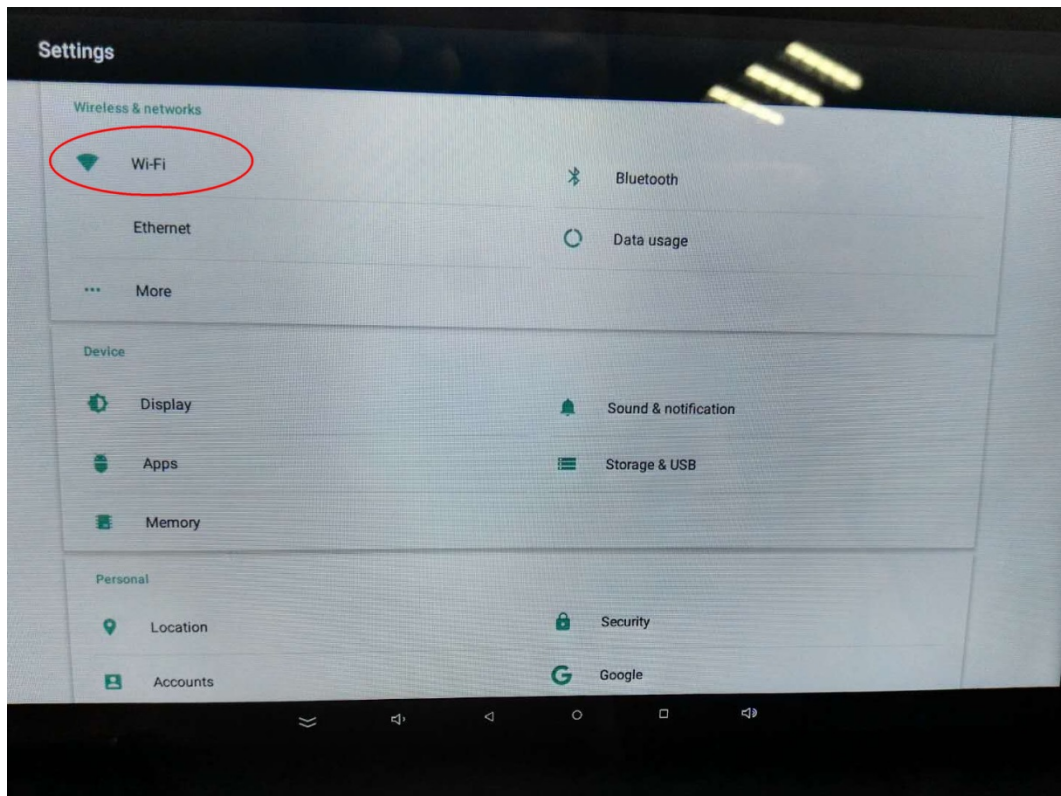 Settings
Wireless & networks
Wi-Fi
Bluetooth
Ethernet
Data usage
More
Device
Display
Sound & notification
Apps
Storage & USB
Memory
Personal
Location
Security
Accounts
Google